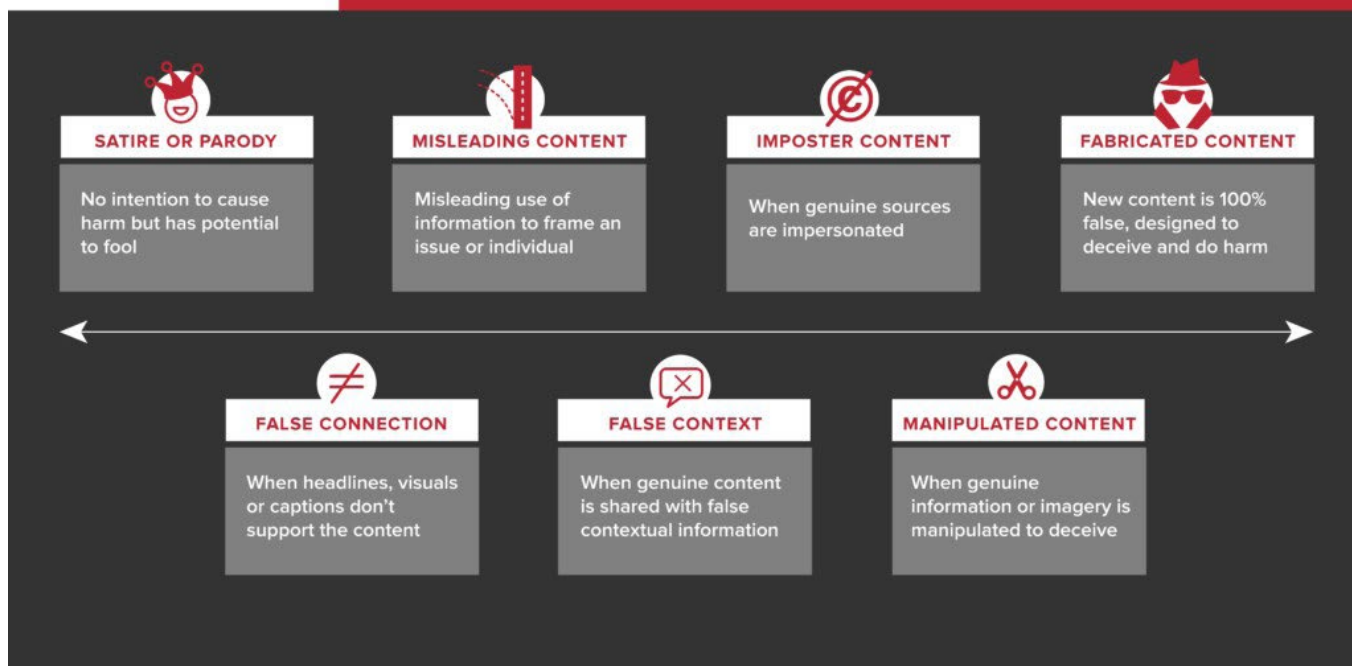 SATIRE OR PARODY
No intention to cause
harm but has potential
to fool
MISLEADING CONTENT
Misleading use of
information to frame an
issue or individual
IMPOSTER CONTENT
When genuine sources
are impersonated
FABRICATED CONTENT
New content is 100%
false, designed to
deceive and do harm
FALSE CONNECTION
When headlines, visuals
or captions don’t
support the content
FALSE CONTEXT
When genuine content
is shared with false
contextual information
MANIPULATED CONTENT
When genuine
information or imagery is
manipulated to deceive